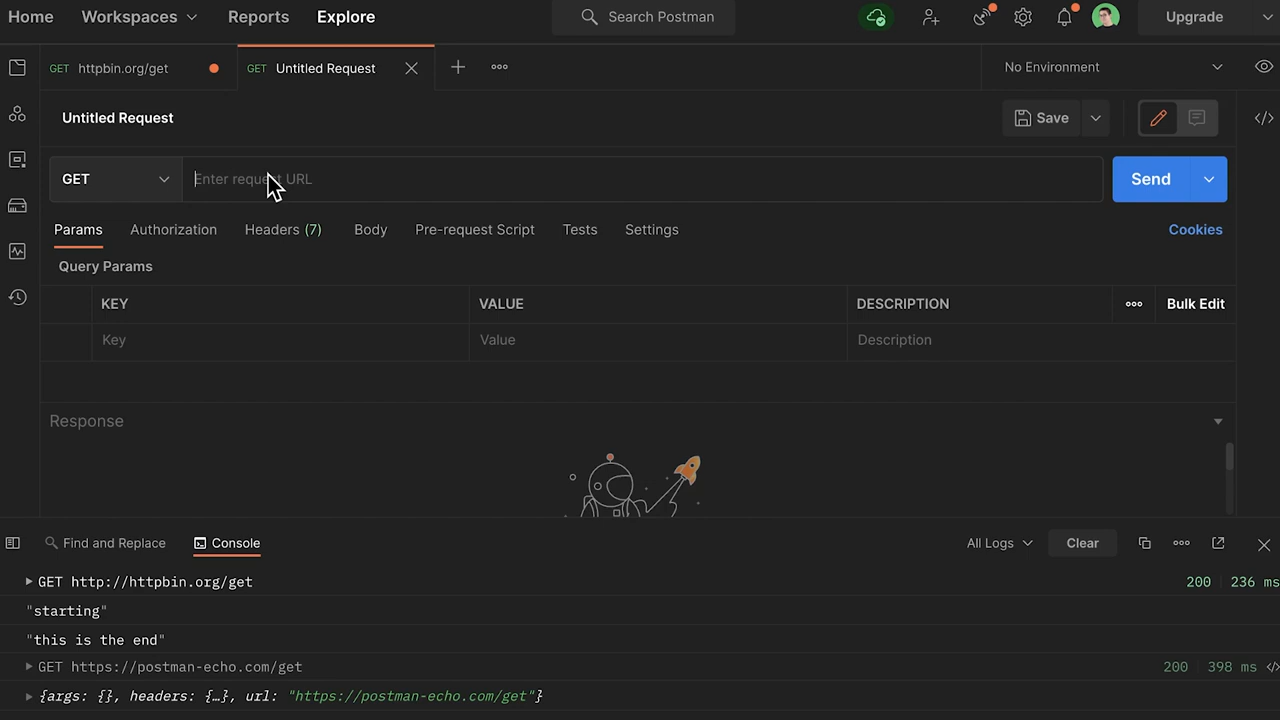 Home Workspaces Reports Explore Search Postman Upgrade
GET httpbin.org/get GET Untitled Request No Environment
Untitled Request Save
GET Enter request URL Send
Params Authorization Headers (7) Body Pre-request Script Tests Settings Cookies
Query Params
KEY VALUE DESCRIPTION Bulk Edit
Key Value Description
Response
Find and Replace Console All Logs Clear
GET http://httpbin.org/get 200 236 ms
"starting"
"this is the end"
GET https://postman-echo.com/get 200 398 ms
{args: {}, headers: {…}, url: "https://postman-echo.com/get"}